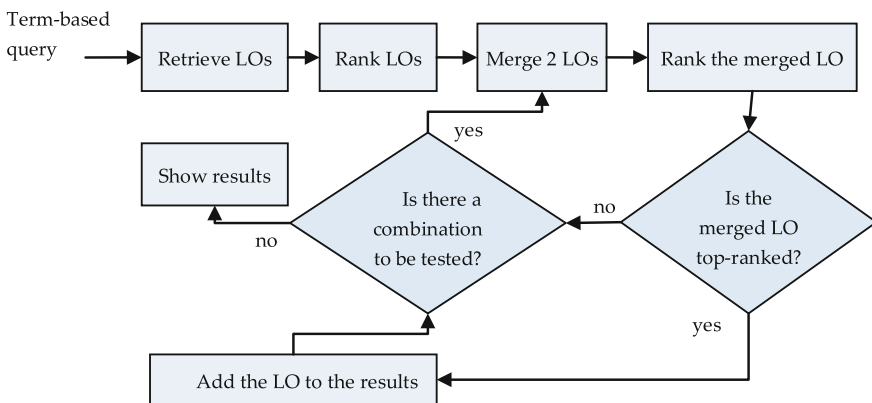 Term-based
query
Retrieve LOs
Rank LOs
Merge 2 LOs
Rank the merged LO
yes
Show results
Is there a
combination
to be tested?
no
no
Is the
merged LO
top-ranked?
yes
Add the LO to the results